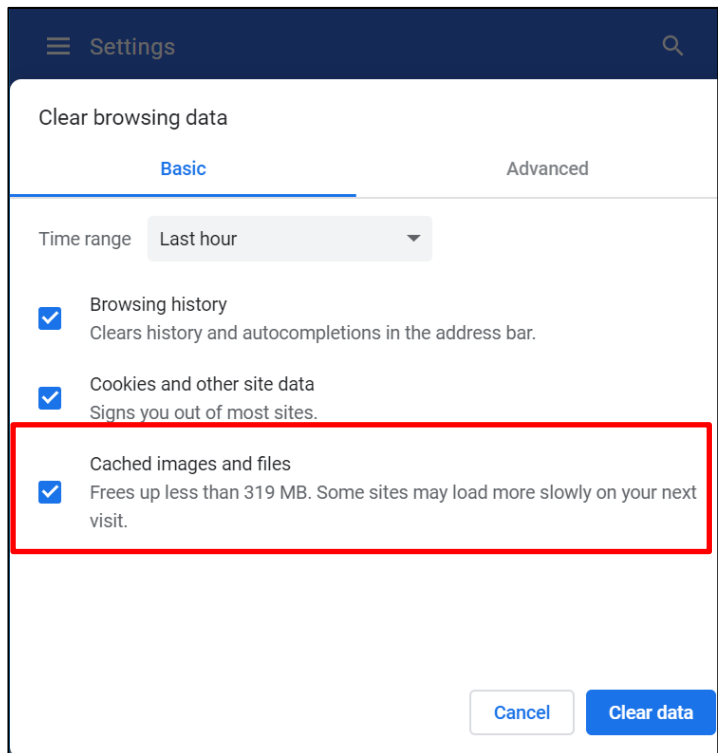 Settings
Clear browsing data
Basic Advanced
Time range Last hour
Browsing history
Clears history and autocompletions in the address bar.
Cookies and other site data
Signs you out of most sites.
Cached images and files
Frees up less than 319 MB. Some sites may load more slowly on your next
visit.
Cancel Clear data